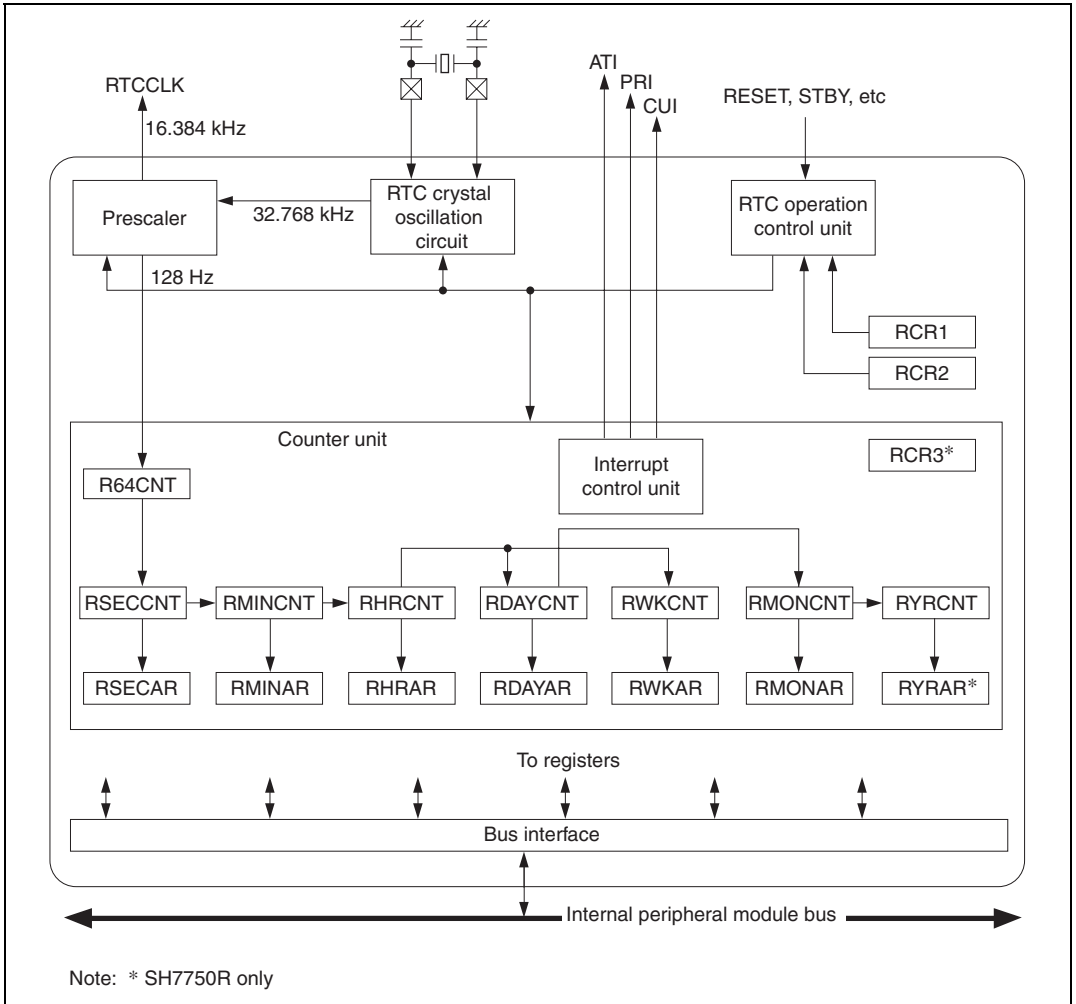 ATI
PRI
CUI
RTCCLK
RESET, STBY, etc
16.384 kHz
Prescaler
32.768 kHz
RTC crystal
oscillation
circuit
RTC operation
control unit
128 Hz
RCR1
RCR2
Counter unit
RCR3*
Interrupt
control unit
R64CNT
RSECCNT RMINCNT RHRCNT RDAYCNT RWKCNT RMONCNT RYRCNT
RSECAR RMINAR RHRAR RDAYAR RWKAR RMONAR RYRAR*
To registers
Bus interface
Internal peripheral module bus
Note: * SH7750R only